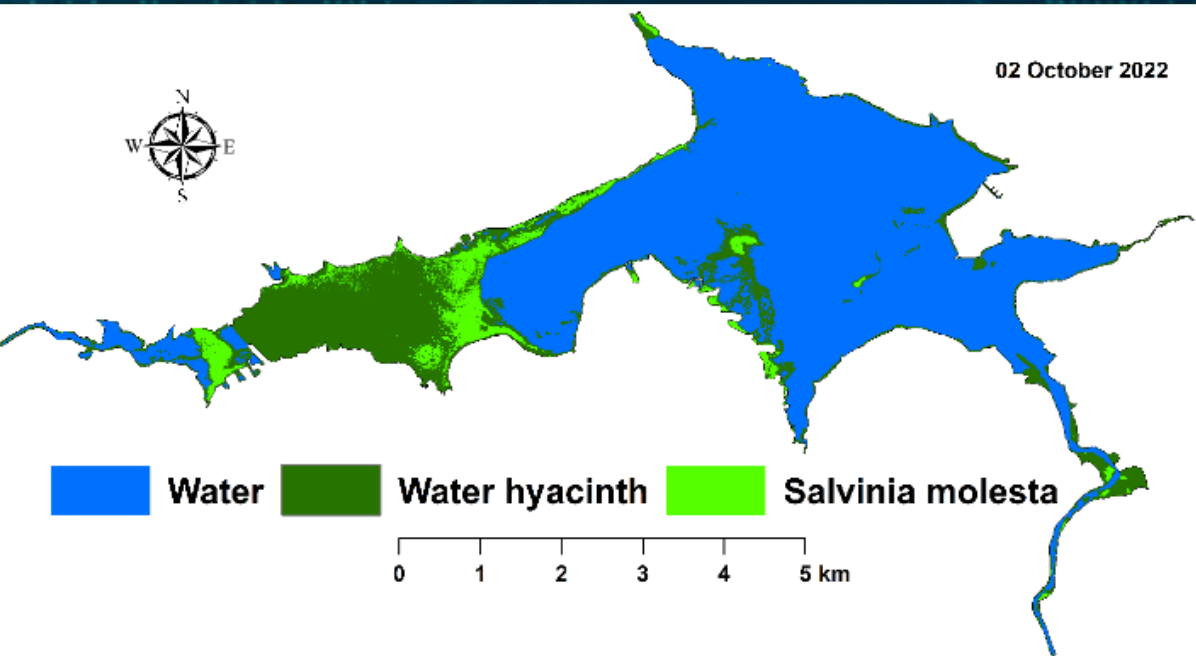 02 October 2022
N
W E
S
Water Water hyacinth Salvinia molesta
0 1 2 3 4 5 km